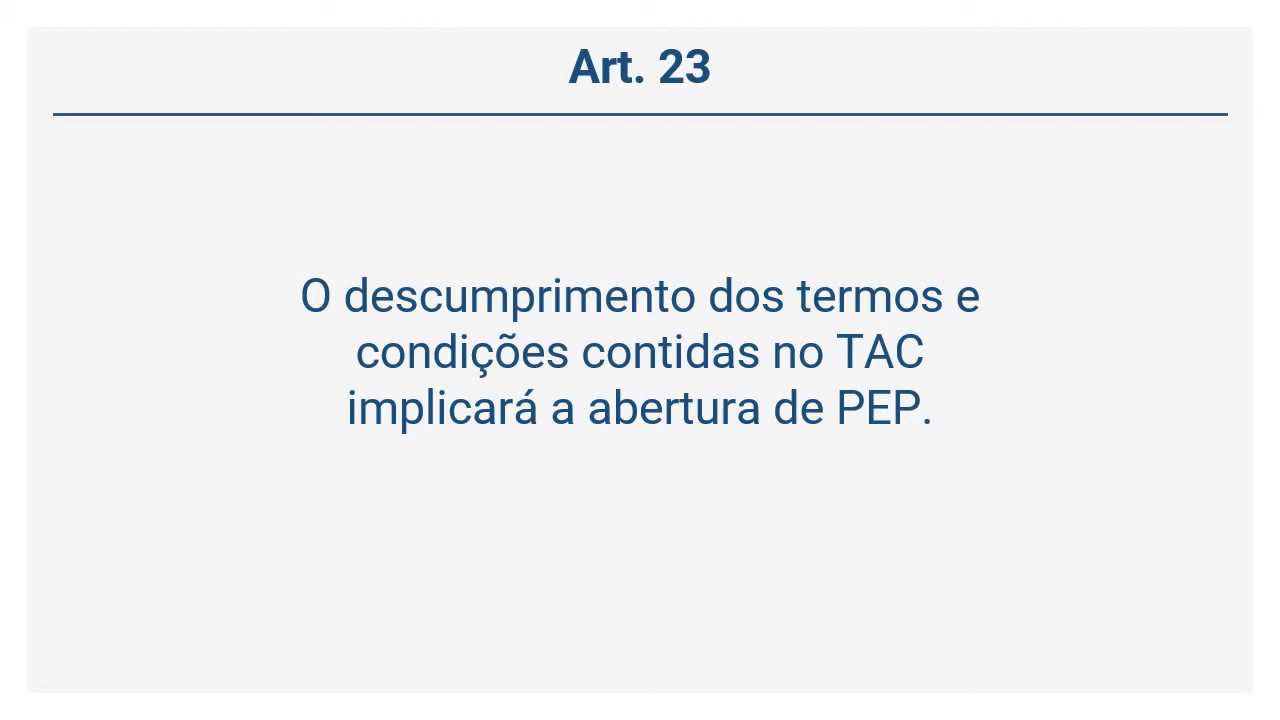 Art. 23
O descumprimento dos termos e
condições contidas no TAC
implicará a abertura de PEP.